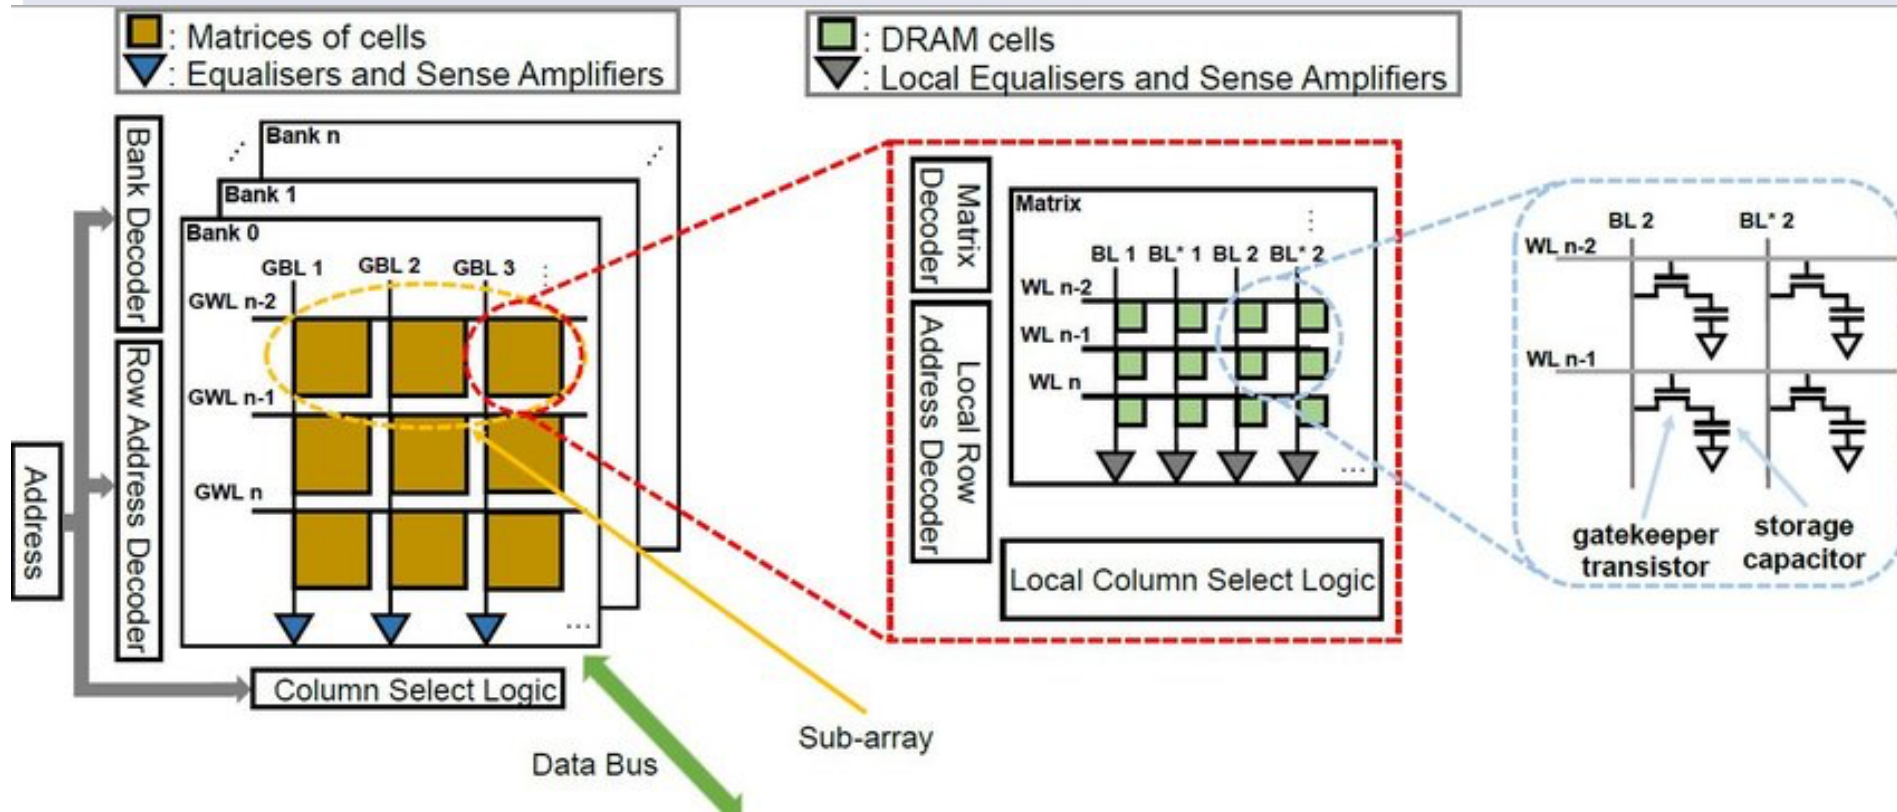 : Matrices of cells
: Equalisers and Sense Amplifiers
: DRAM cells
: Local Equalisers and Sense Amplifiers
Address
Bank Decoder
Row Address Decoder
Column Select Logic
Bank n
Bank 1
Bank 0
GBL 1 GBL 2 GBL 3
GWL n-2
GWL n-1
GWL n
Data Bus
Sub-array
Matrix
Decoder
Local Row
Address Decoder
Matrix
BL 1 BL* 1 BL 2 BL* 2
WL n-2
WL n-1
WL n
Local Column Select Logic
BL 2 BL* 2
WL n-2
WL n-1
gatekeeper
transistor
storage
capacitor